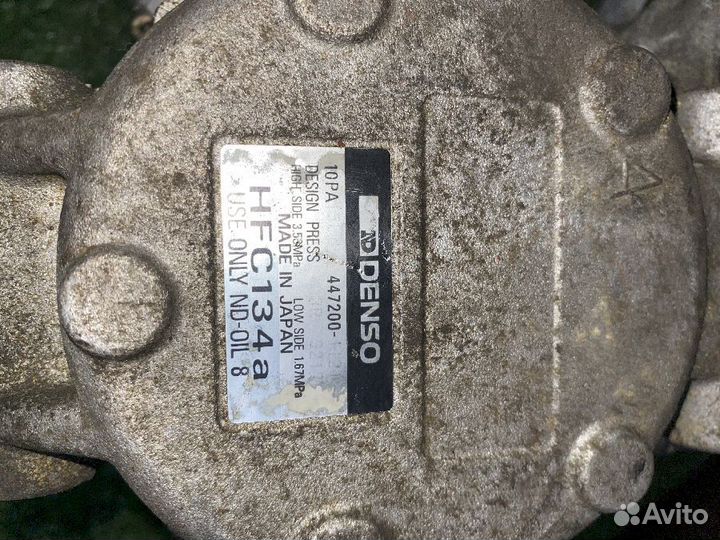 DENSO
10PA 447200-
DESIGN PRESS
HIGH SIDE 3.53MPa LOW SIDE 1.67MPa
MADE IN JAPAN
HFC134a
USE ONLY ND-OIL 8
A
Avito